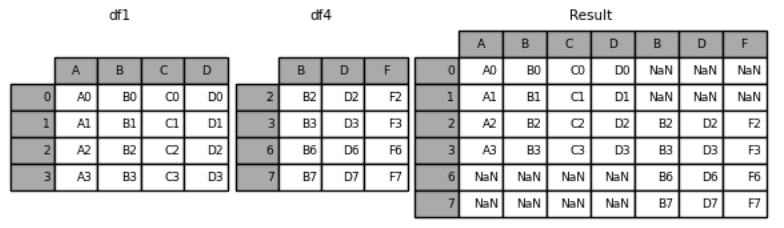 df1 df4 Result
A B C D B D F
A B C D B D F
0 A0 B0 C0 D0 NaN NaN NaN
0 A0 B0 C0 D0 2 B2 D2 F2 1 A1 B1 C1 D1 NaN NaN NaN
1 A1 B1 C1 D1 3 B3 D3 F3 2 A2 B2 C2 D2 B2 D2 F2
2 A2 B2 C2 D2 6 B6 D6 F6 3 A3 B3 C3 D3 B3 D3 F3
3 A3 B3 C3 D3 7 B7 D7 F7 6 NaN NaN NaN NaN B6 D6 F6
7 NaN NaN NaN NaN B7 D7 F7